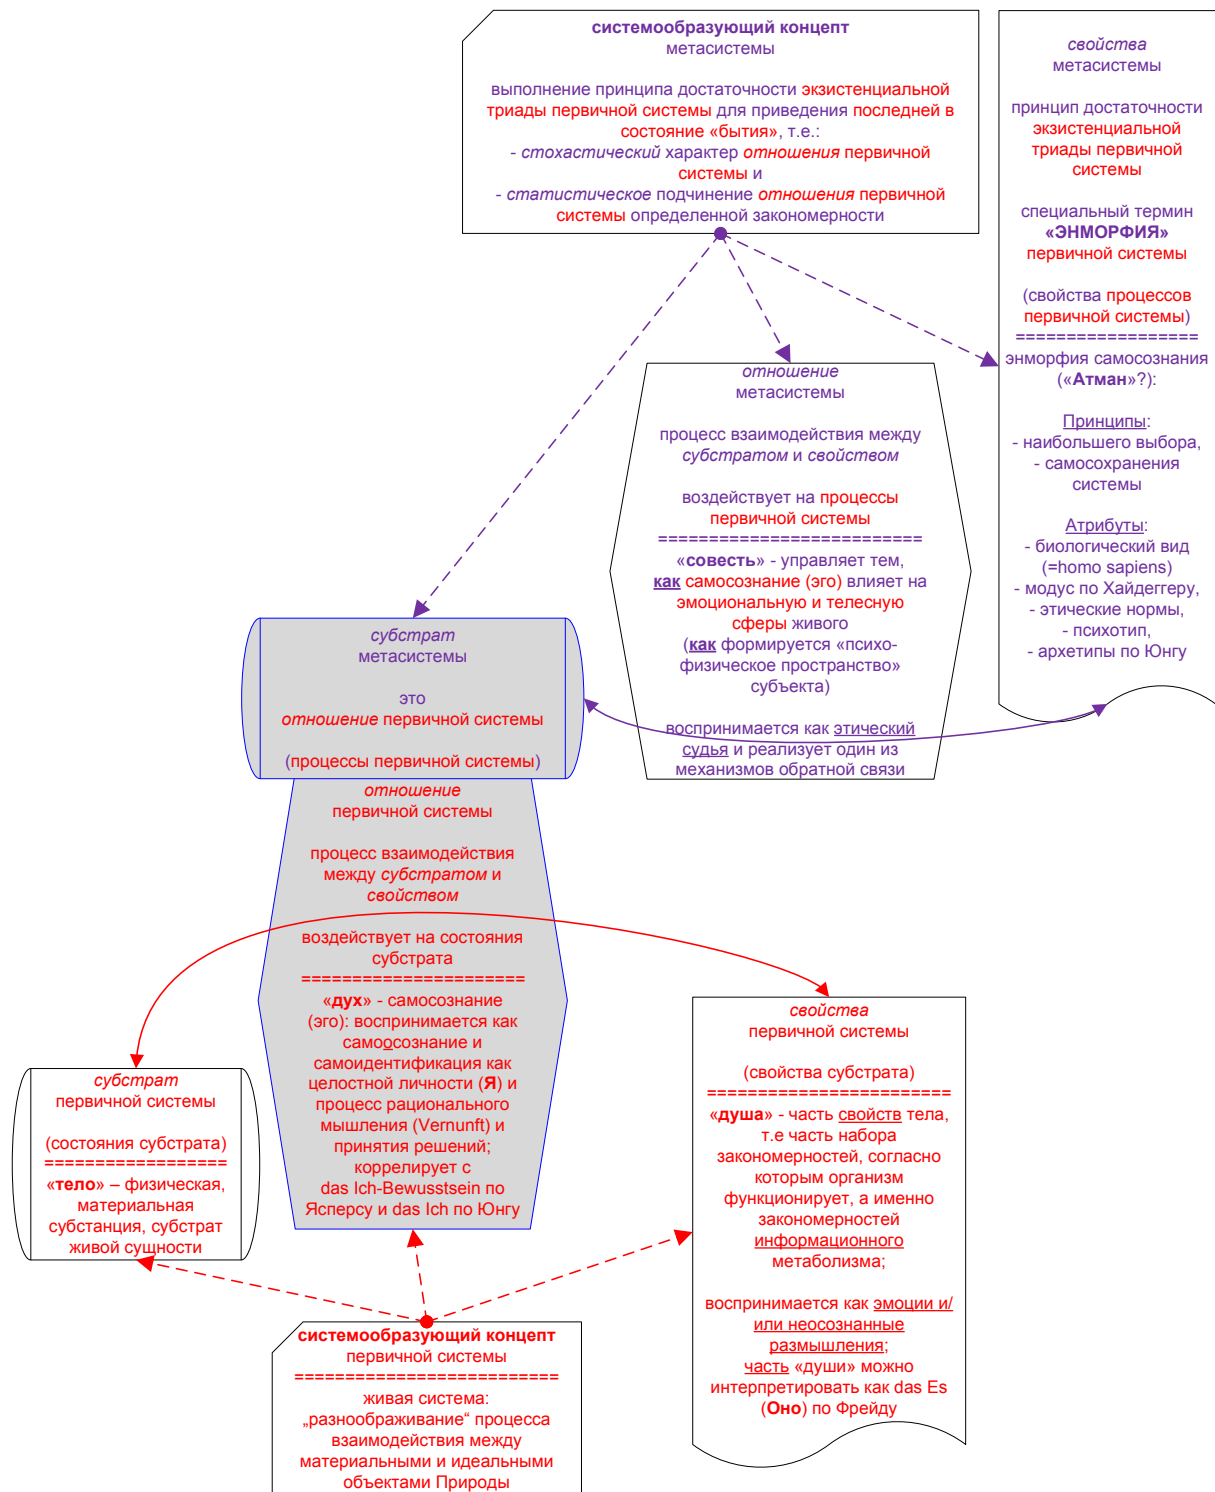 системообразующий концепт
метасистемы
выполнение принципа достаточности экзистенциальной
триады первичной системы для приведения последней в
состояние «бытия», т.е.:
- стохастический характер отношения первичной
системы и
- статистическое подчинение отношения первичной
системы определенной закономерности
свойства
метасистемы
принцип достаточности
экзистенциальной
триады первичной
системы
специальный термин
«ЭНМОРФИЯ»
первичной системы
(свойства процессов
первичной системы)
==================
энморфия самосознания
(«Атман»?):
Принципы:
- наибольшего выбора,
- самосохранения
системы
Атрибуты:
- биологический вид
(=homo sapiens)
- модус по Хайдеггеру,
- этические нормы,
- психотип,
- архетипы по Юнгу
отношение
метасистемы
процесс взаимодействия между
субстратом и свойством
воздействует на процессы
первичной системы
==========================
«совесть» - управляет тем,
как самосознание (эго) влияет на
эмоциональную и телесную
сферы живого
(как формируется «психо-
физическое пространство»
субъекта)
воспринимается как этический
судья и реализует один из
механизмов обратной связи
субстрат
метасистемы
это
отношение первичной системы
(процессы первичной системы)
отношение
первичной системы
процесс взаимодействия
между субстратом и
свойством
воздействует на состояния
субстрата
======================
«дух» - самосознание
(эго): воспринимается как
самоосознание и
самоидентификация как
целостной личности (Я) и
процесс рационального
мышления (Vernunft) и
принятия решений;
коррелирует с
das Ich-Bewusstsein по
Ясперсу и das Ich по Юнгу
субстрат
первичной системы
(состояния субстрата)
==================
«тело» – физическая,
материальная
субстанция, субстрат
живой сущности
свойства
первичной системы
(свойства субстрата)
========================
«душа» - часть свойств тела,
т.е часть набора
закономерностей, согласно
которым организм
функционирует, а именно
закономерностей
информационного
метаболизма;
воспринимается как эмоции и/
или неосознанные
размышления;
часть «души» можно
интерпретировать как das Es
(Оно) по Фрейду
системообразующий концепт
первичной системы
==========================
живая система:
„разноображивание“ процесса
взаимодействия между
материальными и идеальными
объектами Природы